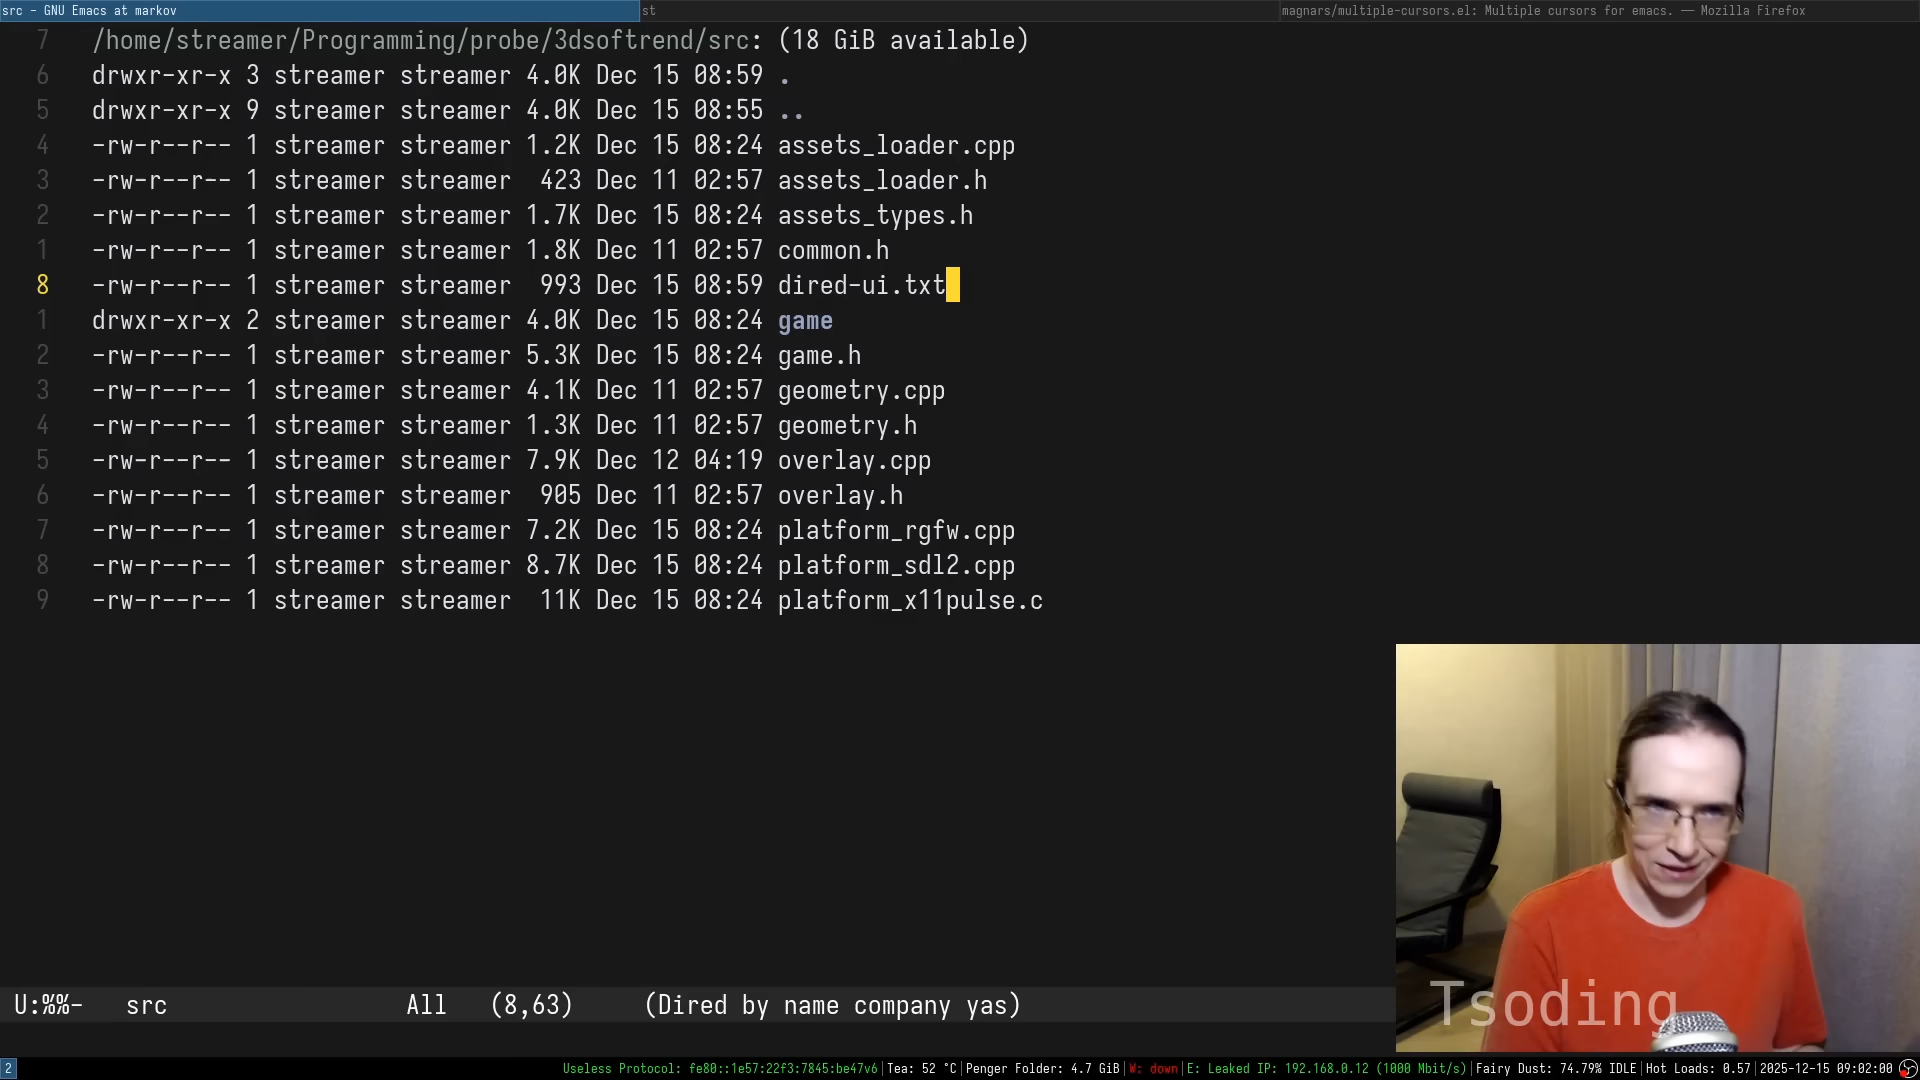 src - GNU Emacs at markov
st
magnars/multiple-cursors.el: Multiple cursors for emacs. — Mozilla Firefox
7 /home/streamer/Programming/probe/3dsoftrend/src: (18 GiB available)
6 drwxr-xr-x 3 streamer streamer 4.0K Dec 15 08:59 .
5 drwxr-xr-x 9 streamer streamer 4.0K Dec 15 08:55 ..
4 -rw-r--r-- 1 streamer streamer 1.2K Dec 15 08:24 assets_loader.cpp
3 -rw-r--r-- 1 streamer streamer 423 Dec 11 02:57 assets_loader.h
2 -rw-r--r-- 1 streamer streamer 1.7K Dec 15 08:24 assets_types.h
1 -rw-r--r-- 1 streamer streamer 1.8K Dec 11 02:57 common.h
8 -rw-r--r-- 1 streamer streamer 993 Dec 15 08:59 dired-ui.txt
1 drwxr-xr-x 2 streamer streamer 4.0K Dec 15 08:24 game
2 -rw-r--r-- 1 streamer streamer 5.3K Dec 15 08:24 game.h
3 -rw-r--r-- 1 streamer streamer 4.1K Dec 11 02:57 geometry.cpp
4 -rw-r--r-- 1 streamer streamer 1.3K Dec 11 02:57 geometry.h
5 -rw-r--r-- 1 streamer streamer 7.9K Dec 12 04:19 overlay.cpp
6 -rw-r--r-- 1 streamer streamer 905 Dec 11 02:57 overlay.h
7 -rw-r--r-- 1 streamer streamer 7.2K Dec 15 08:24 platform_rgfw.cpp
8 -rw-r--r-- 1 streamer streamer 8.7K Dec 15 08:24 platform_sdl2.cpp
9 -rw-r--r-- 1 streamer streamer 11K Dec 15 08:24 platform_x11pulse.c
U:%%- src All (8,63) (Dired by name company yas)
Tsoding
2 Useless Protocol: fe80::1e57:22f3:7845:be47v6|Tea: 52 °C|Penger Folder: 4.7 GiB|W: down|E: Leaked IP: 192.168.0.12 (1000 Mbit/s)|Fairy Dust: 74.79% IDLE|Hot Loads: 0.57|2025-12-15 09:02:00